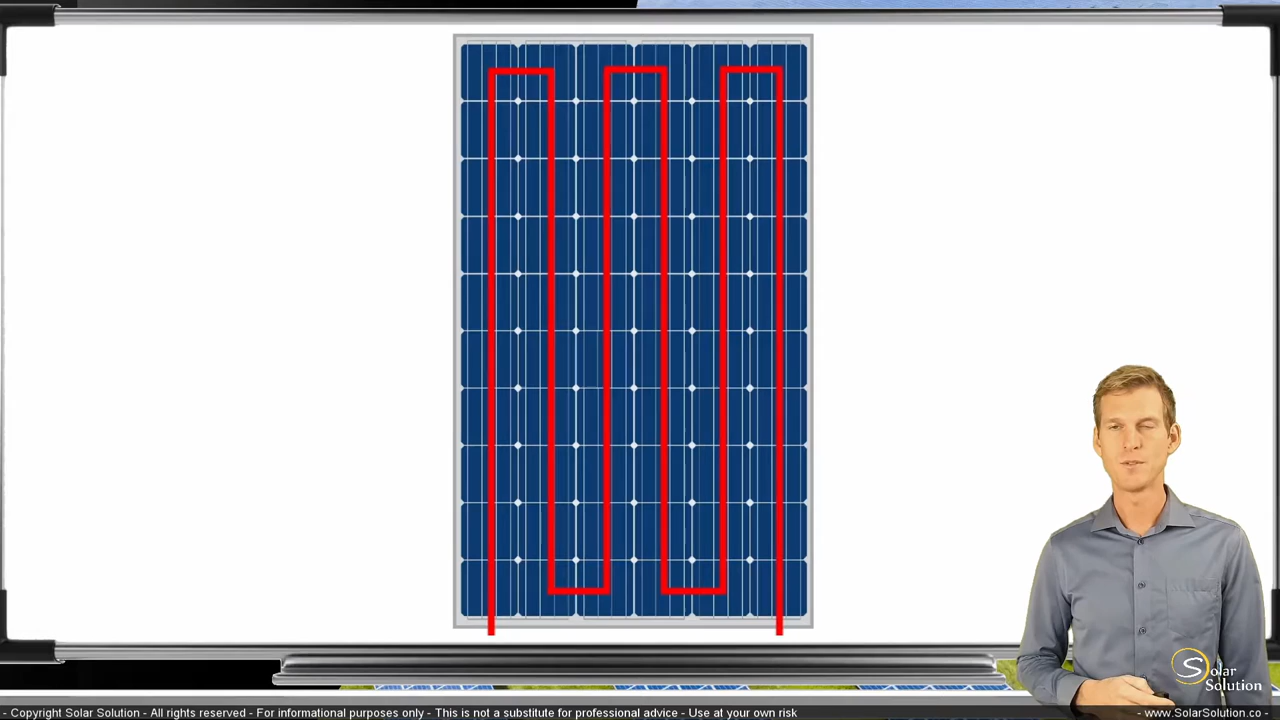 Solar
Solution
- Copyright Solar Solution - All rights reserved - For informational purposes only - This is not a substitute for professional advice - Use at your own risk
- www.SolarSolution.co -